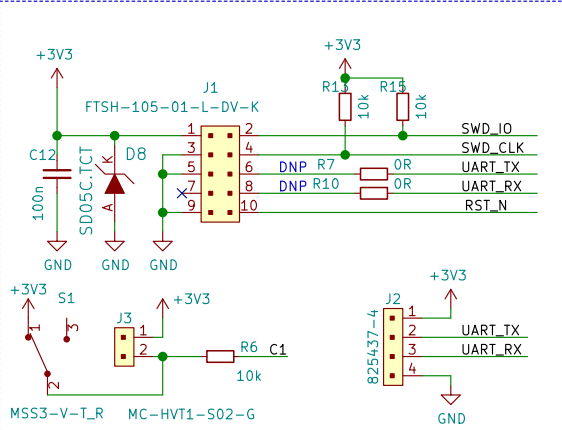 +3V3
+3V3
J1
FTSH-105-01-L-DV-K
R13
10k
R15
10k
C12
100n
SD05C.TCT
K
D8
A
1 2 SWD_IO
3 4 SWD_CLK
5 6 DNP R7 0R UART_TX
7 8 DNP R10 0R UART_RX
9 10 RST_N
GND
GND
GND
+3V3
S1
1
3
2
MSS3-V-T_R
J3
+3V3
1
2
R6
10k
C1
MC-HVT1-S02-G
J2
+3V3
825437-4
1
2 UART_TX
3 UART_RX
4
GND